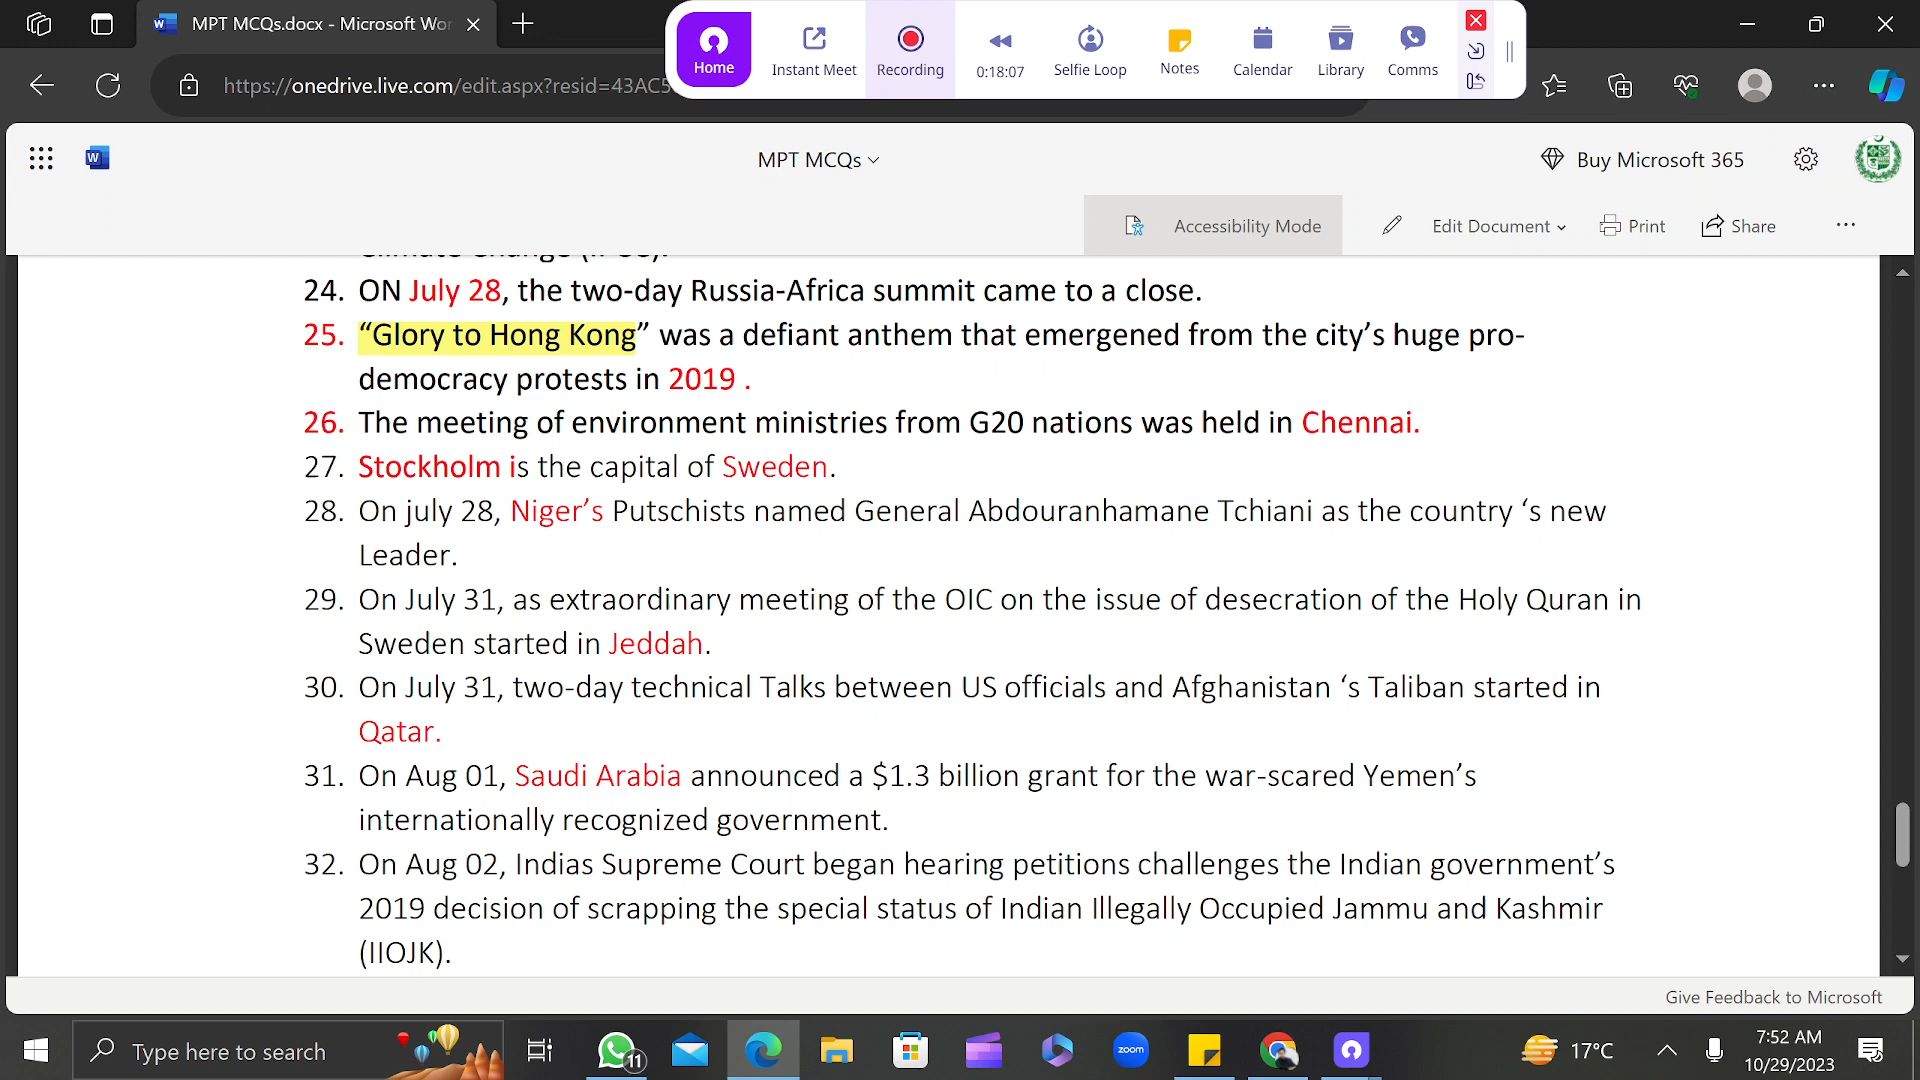 MPT MCQs.docx - Microsoft Wor
Home
Instant Meet
Recording
0:18:07
Selfie Loop
Notes
Calendar
Library
Comms
https://onedrive.live.com/edit.aspx?resid=43AC5
W
MPT MCQs
Buy Microsoft 365
Accessibility Mode
Edit Document
Print
Share
24. ON July 28, the two-day Russia-Africa summit came to a close.
25. “Glory to Hong Kong” was a defiant anthem that emergened from the city’s huge pro-
democracy protests in 2019 .
26. The meeting of environment ministries from G20 nations was held in Chennai.
27. Stockholm is the capital of Sweden.
28. On july 28, Niger’s Putschists named General Abdouranhamane Tchiani as the country ‘s new
Leader.
29. On July 31, as extraordinary meeting of the OIC on the issue of desecration of the Holy Quran in
Sweden started in Jeddah.
30. On July 31, two-day technical Talks between US officials and Afghanistan ‘s Taliban started in
Qatar.
31. On Aug 01, Saudi Arabia announced a $1.3 billion grant for the war-scared Yemen’s
internationally recognized government.
32. On Aug 02, Indias Supreme Court began hearing petitions challenges the Indian government’s
2019 decision of scrapping the special status of Indian Illegally Occupied Jammu and Kashmir
(IIOJK).
Give Feedback to Microsoft
Type here to search
11
zoom
17°C
7:52 AM
10/29/2023